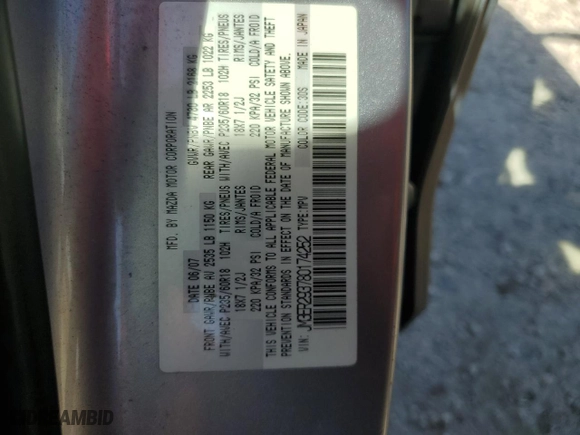 MFD. BY MAZDA MOTOR CORPORATION
DATE 06/07 GVWR/PNBV 4780 LB 2168 KG
FRONT GAWR/PNBE AV 2535 LB 1150 KG REAR GAWR/PNBE AR 2253 LB 1022 KG
WITH/AVEC P235/60R18 102H TIRES/PNEUS WITH/AVEC P235/60R18 102H TIRES/PNEUS
18X7 1/2J RIMS/JANTES 18X7 1/2J RIMS/JANTES
220 KPA/32 PSI COLD/A FROID 220 KPA/32 PSI COLD/A FROID
THIS VEHICLE CONFORMS TO ALL APPLICABLE FEDERAL MOTOR VEHICLE SAFETY AND THEFT
PREVENTION STANDARDS IN EFFECT ON THE DATE OF MANUFACTURE SHOWN ABOVE.
VIN: JM3ER293780174252 TYPE:MPV COLOR CODE:30S MADE IN JAPAN